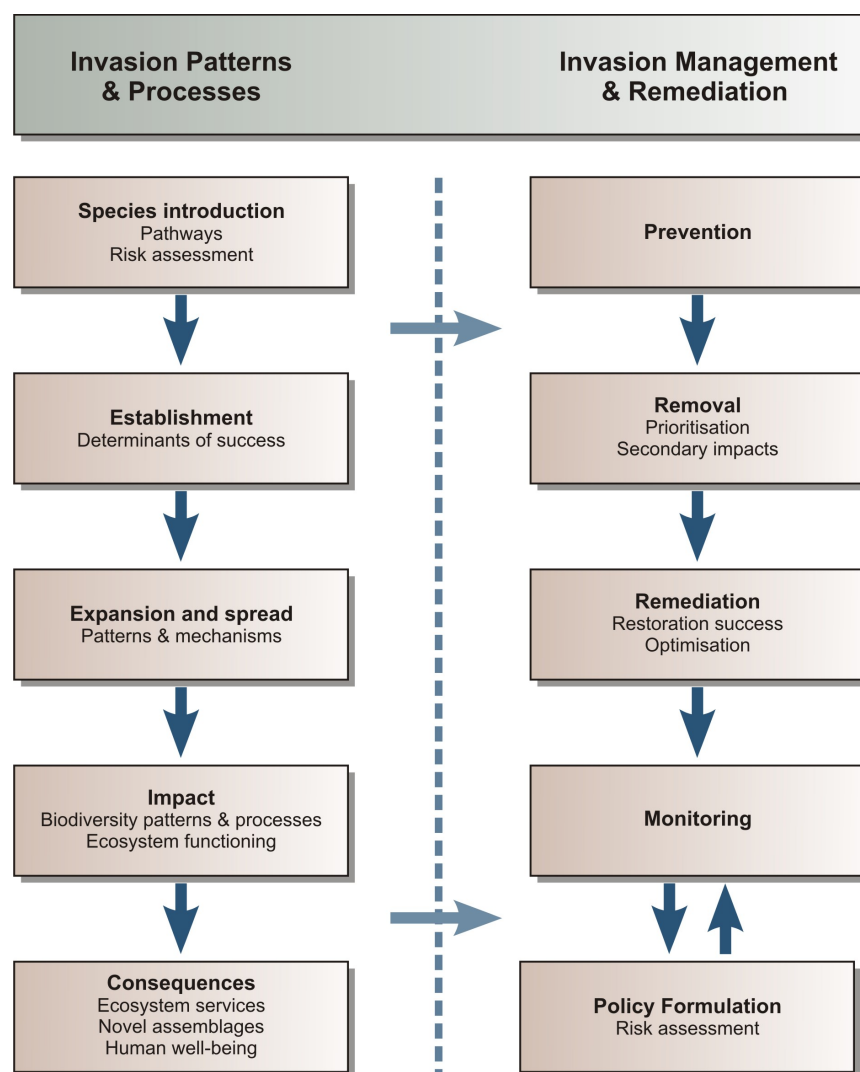 Invasion Patterns
& Processes
Invasion Management
& Remediation
Species introduction
Pathways
Risk assessment
Establishment
Determinants of success
Expansion and spread
Patterns & mechanisms
Impact
Biodiversity patterns & processes
Ecosystem functioning
Consequences
Ecosystem services
Novel assemblages
Human well-being
Prevention
Removal
Prioritisation
Secondary impacts
Remediation
Restoration success
Optimisation
Monitoring
Policy Formulation
Risk assessment